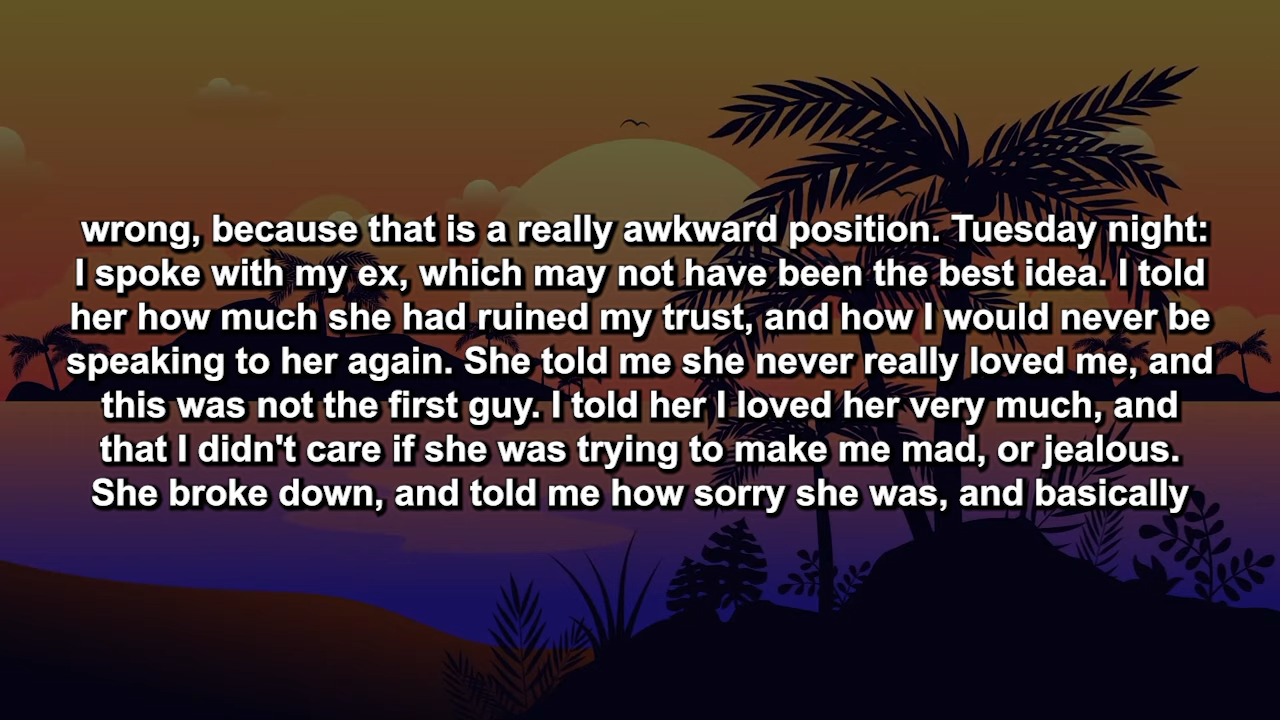 wrong, because that is a really awkward position. Tuesday night:
I spoke with my ex, which may not have been the best idea. I told
her how much she had ruined my trust, and how I would never be
speaking to her again. She told me she never really loved me, and
this was not the first guy. I told her I loved her very much, and
that I didn't care if she was trying to make me mad, or jealous.
She broke down, and told me how sorry she was, and basically